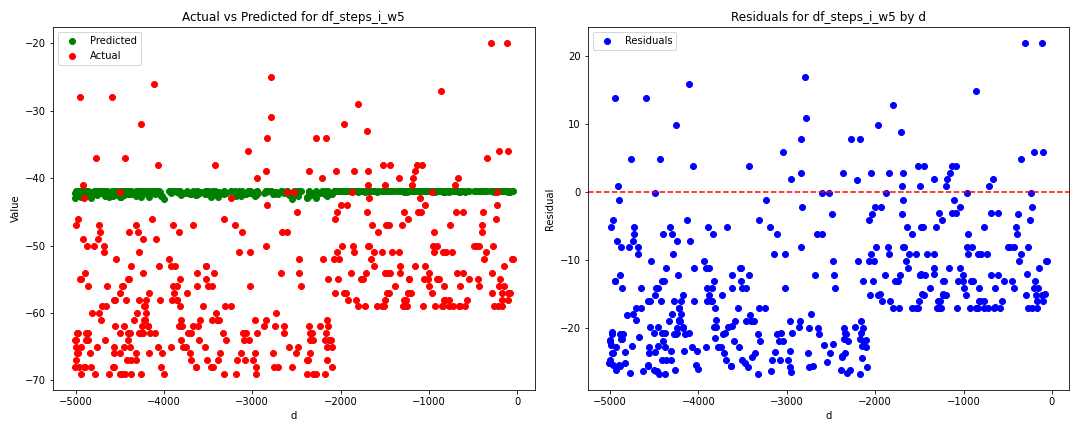 Actual vs Predicted for df_steps_i_w5
Predicted
Actual
Value
−20
−30
−40
−50
−60
−70
−5000
−4000
−3000
−2000
−1000
0
d
Residuals for df_steps_i_w5 by d
Residuals
Residual
20
10
0
−10
−20
−5000
−4000
−3000
−2000
−1000
0
d